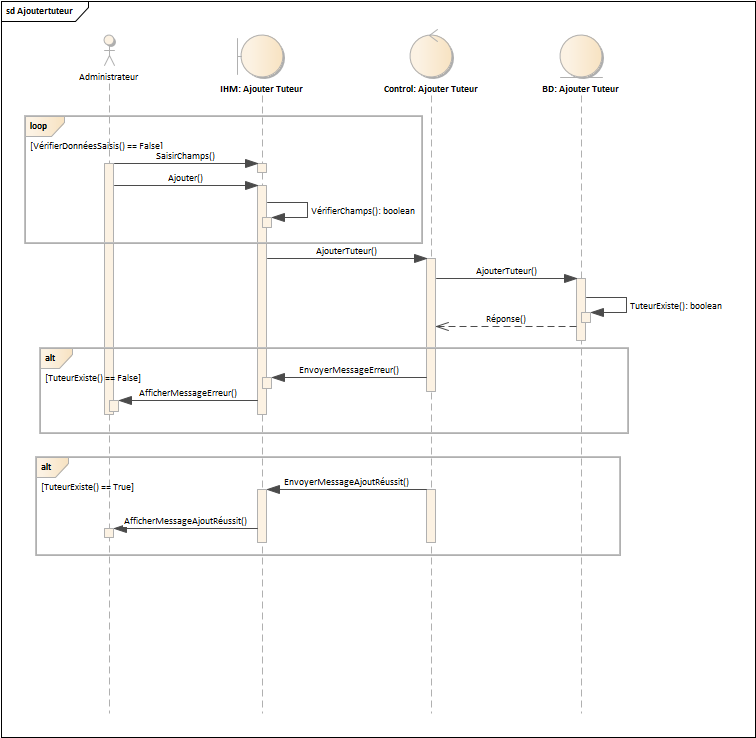 sd Ajoutertuteur
Administrateur
IHM: Ajouter Tuteur
Control: Ajouter Tuteur
BD: Ajouter Tuteur
loop
[VérifierDonnéesSaisis() == False]
SaisirChamps()
Ajouter()
VérifierChamps(): boolean
AjouterTuteur()
AjouterTuteur()
TuteurExiste(): boolean
Réponse()
alt
[TuteurExiste() == False]
EnvoyerMessageErreur()
AfficherMessageErreur()
alt
[TuteurExiste() == True]
EnvoyerMessageAjoutRéussit()
AfficherMessageAjoutRéussit()